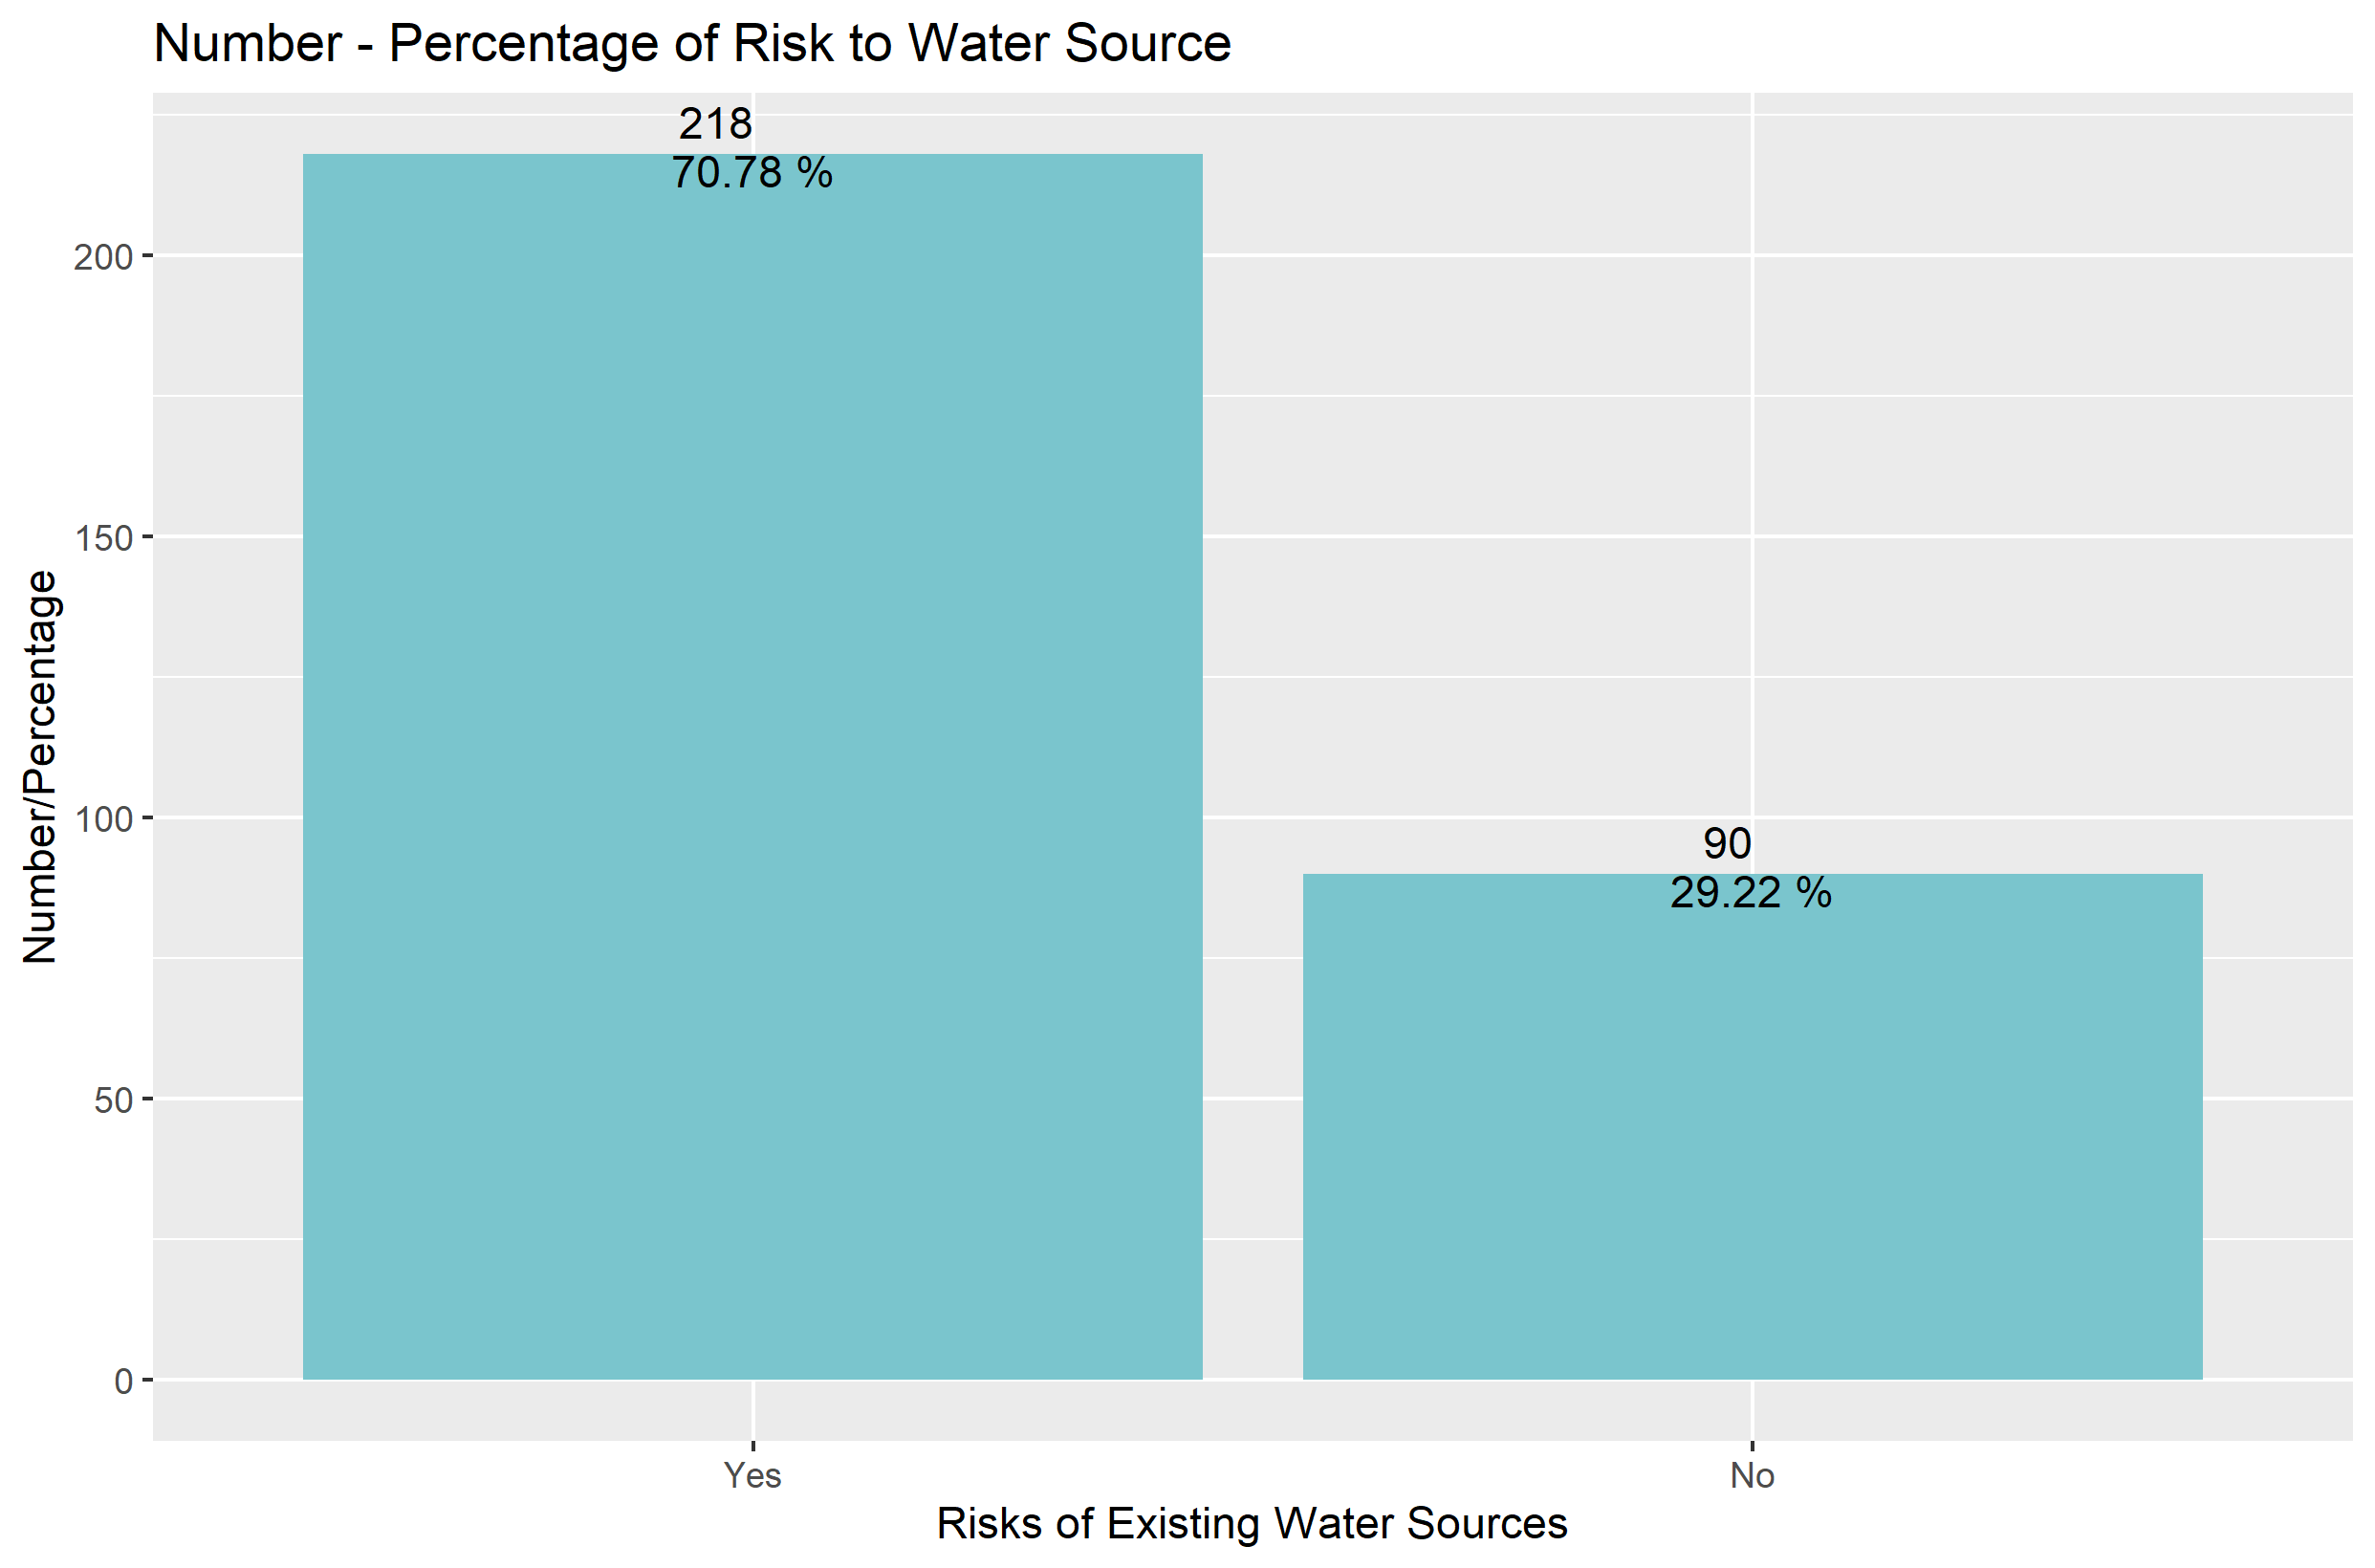 Number - Percentage of Risk to Water Source
218
70.78 %
200
150
Number/Percentage
100
90
29.22 %
50
0
Yes
No
Risks of Existing Water Sources